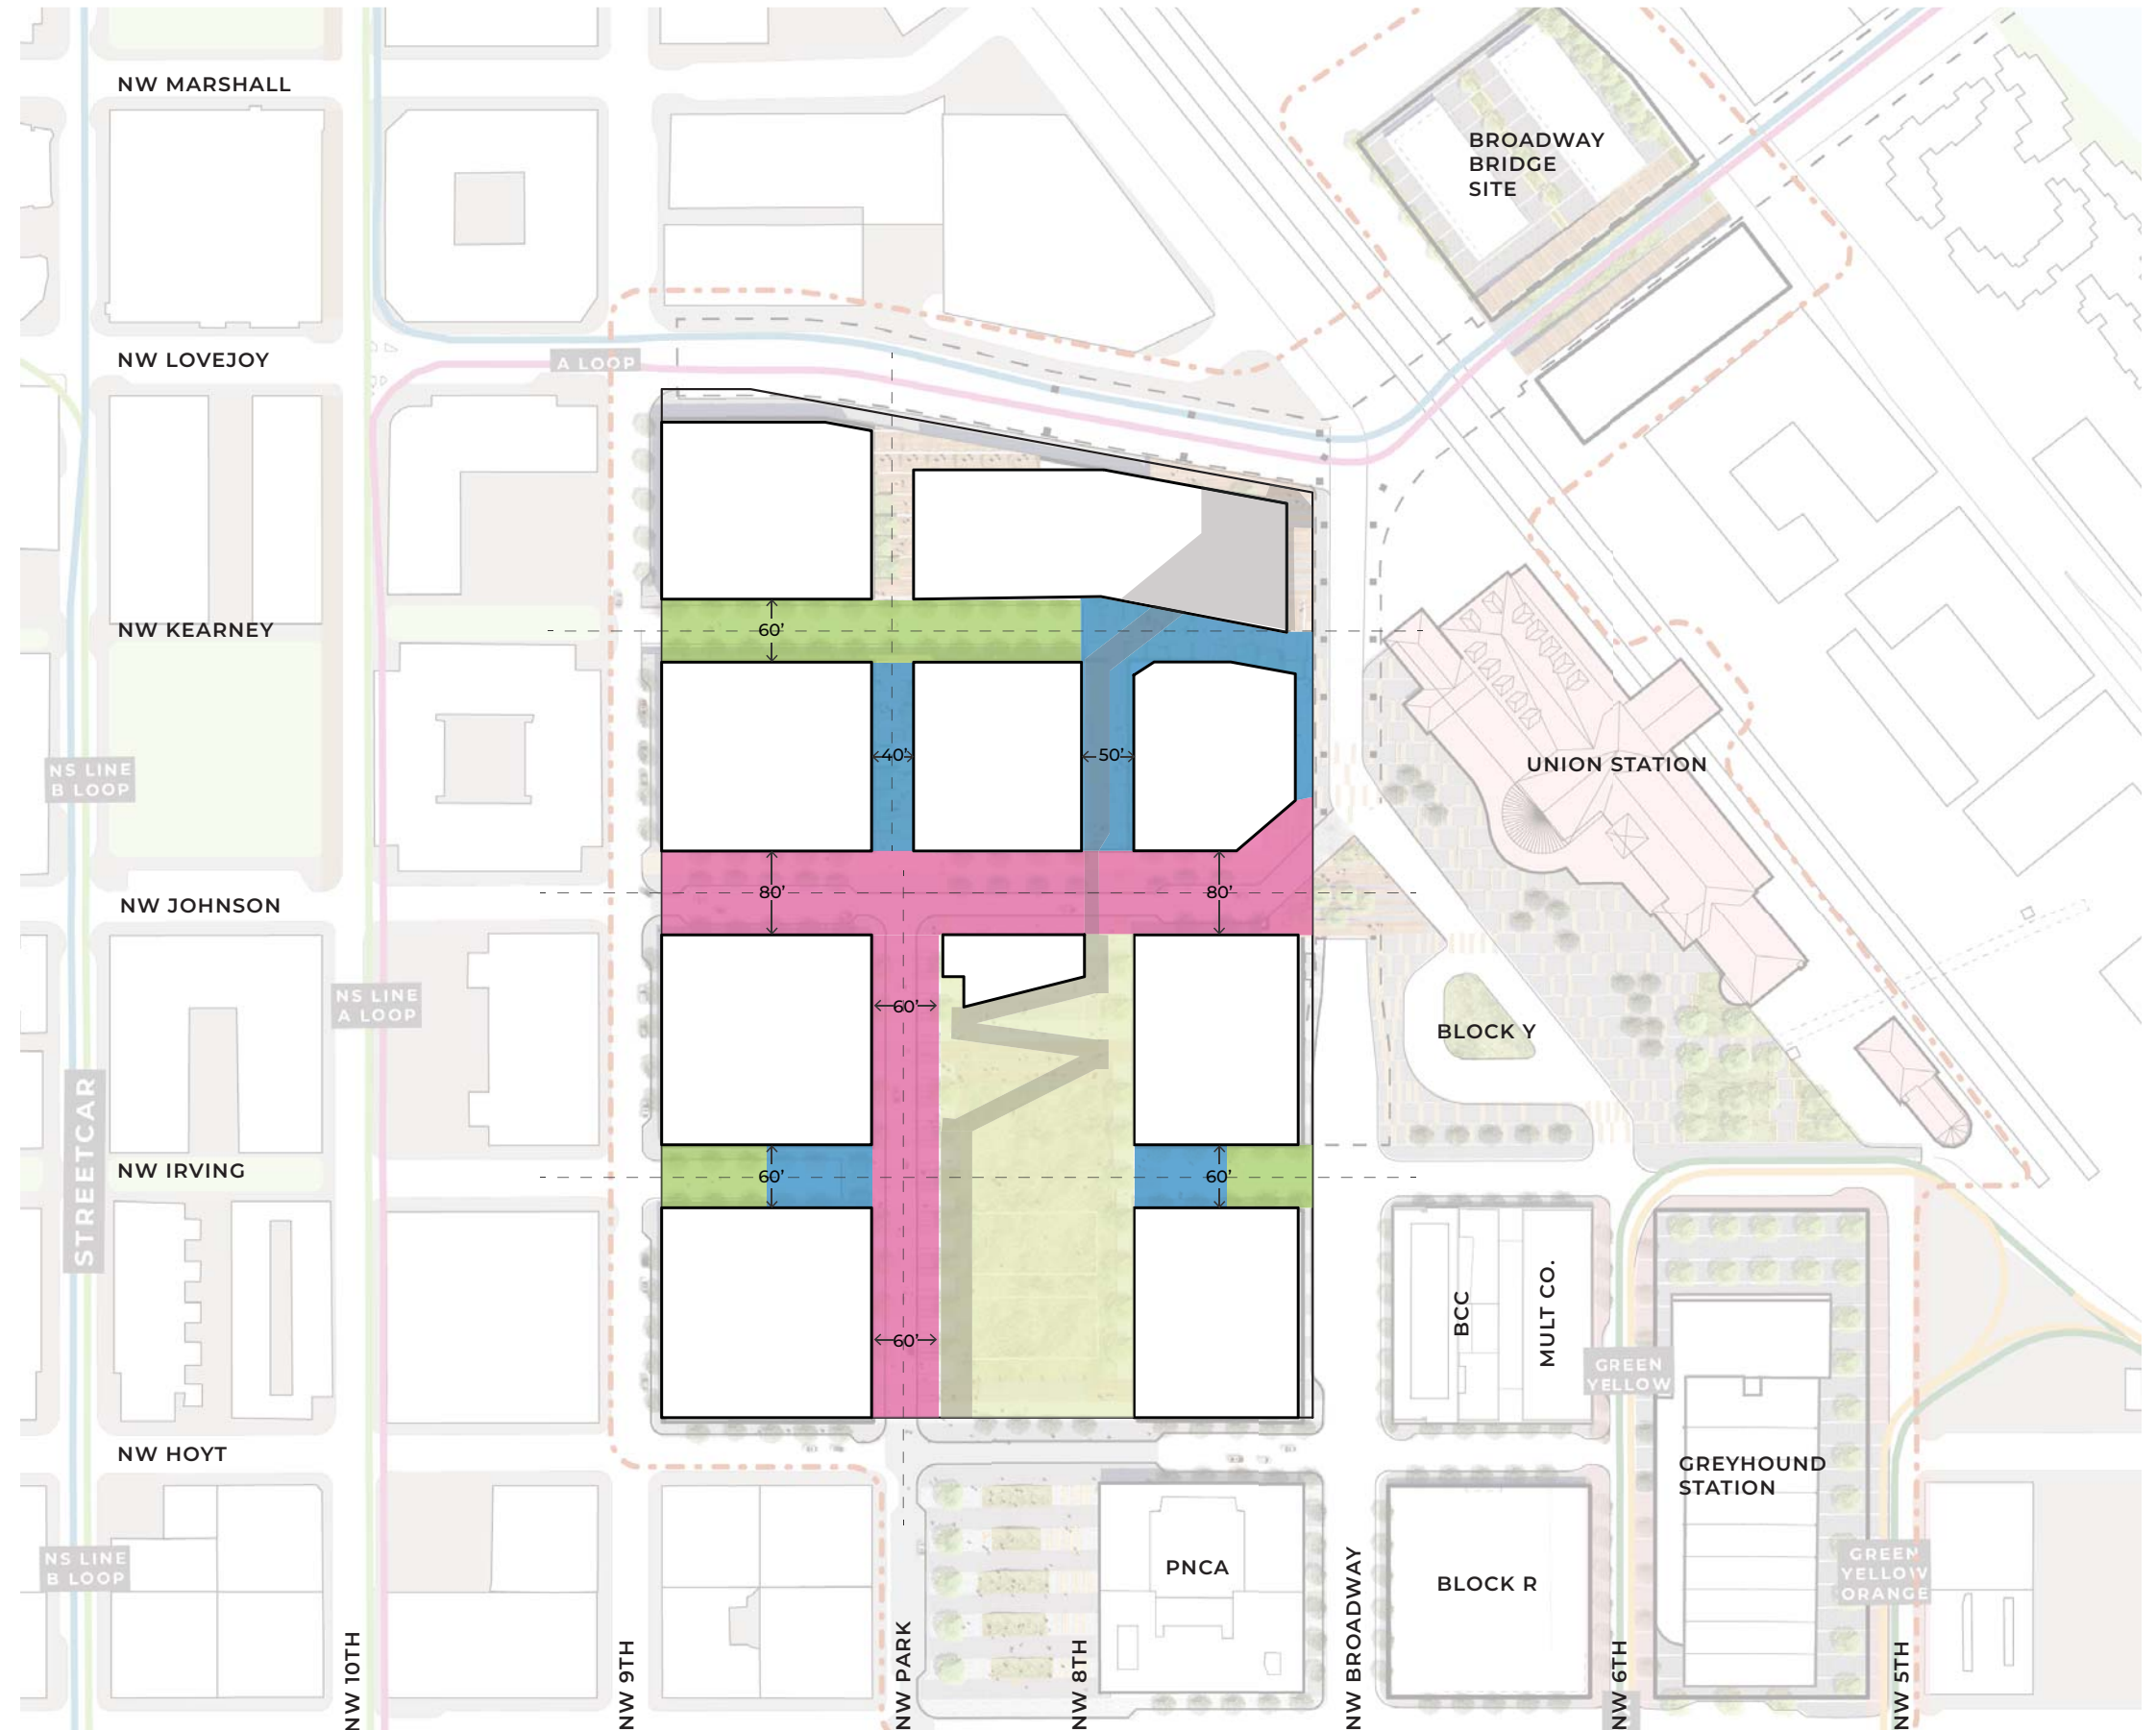 NW MARSHALL
BROADWAY
BRIDGE
SITE
NW LOVEJOY
A LOOP
NW KEARNEY
60'
NS LINE
B LOOP
40'
50'
UNION STATION
NW JOHNSON
80'
80'
NS LINE
A LOOP
60'
BLOCK Y
STREETCAR
NW IRVING
60'
60'
BCC
MULT CO.
60'
GREEN
YELLOW
NW HOYT
GREYHOUND
STATION
NS LINE
B LOOP
PNCA
BLOCK R
GREEN
YELLOW
ORANGE
NW 10TH
NW 9TH
NW PARK
NW 8TH
NW BROADWAY
NW 6TH
NW 5TH